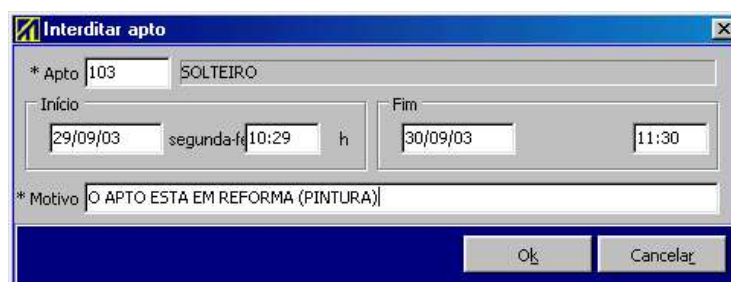 Interditar apto
* Apto 103 SOLTEIRO
Início Fim
29/09/03 segunda-fe 10:29 h 30/09/03 11:30
* Motivo O APTO ESTA EM REFORMA (PINTURA)
Ok Cancelar